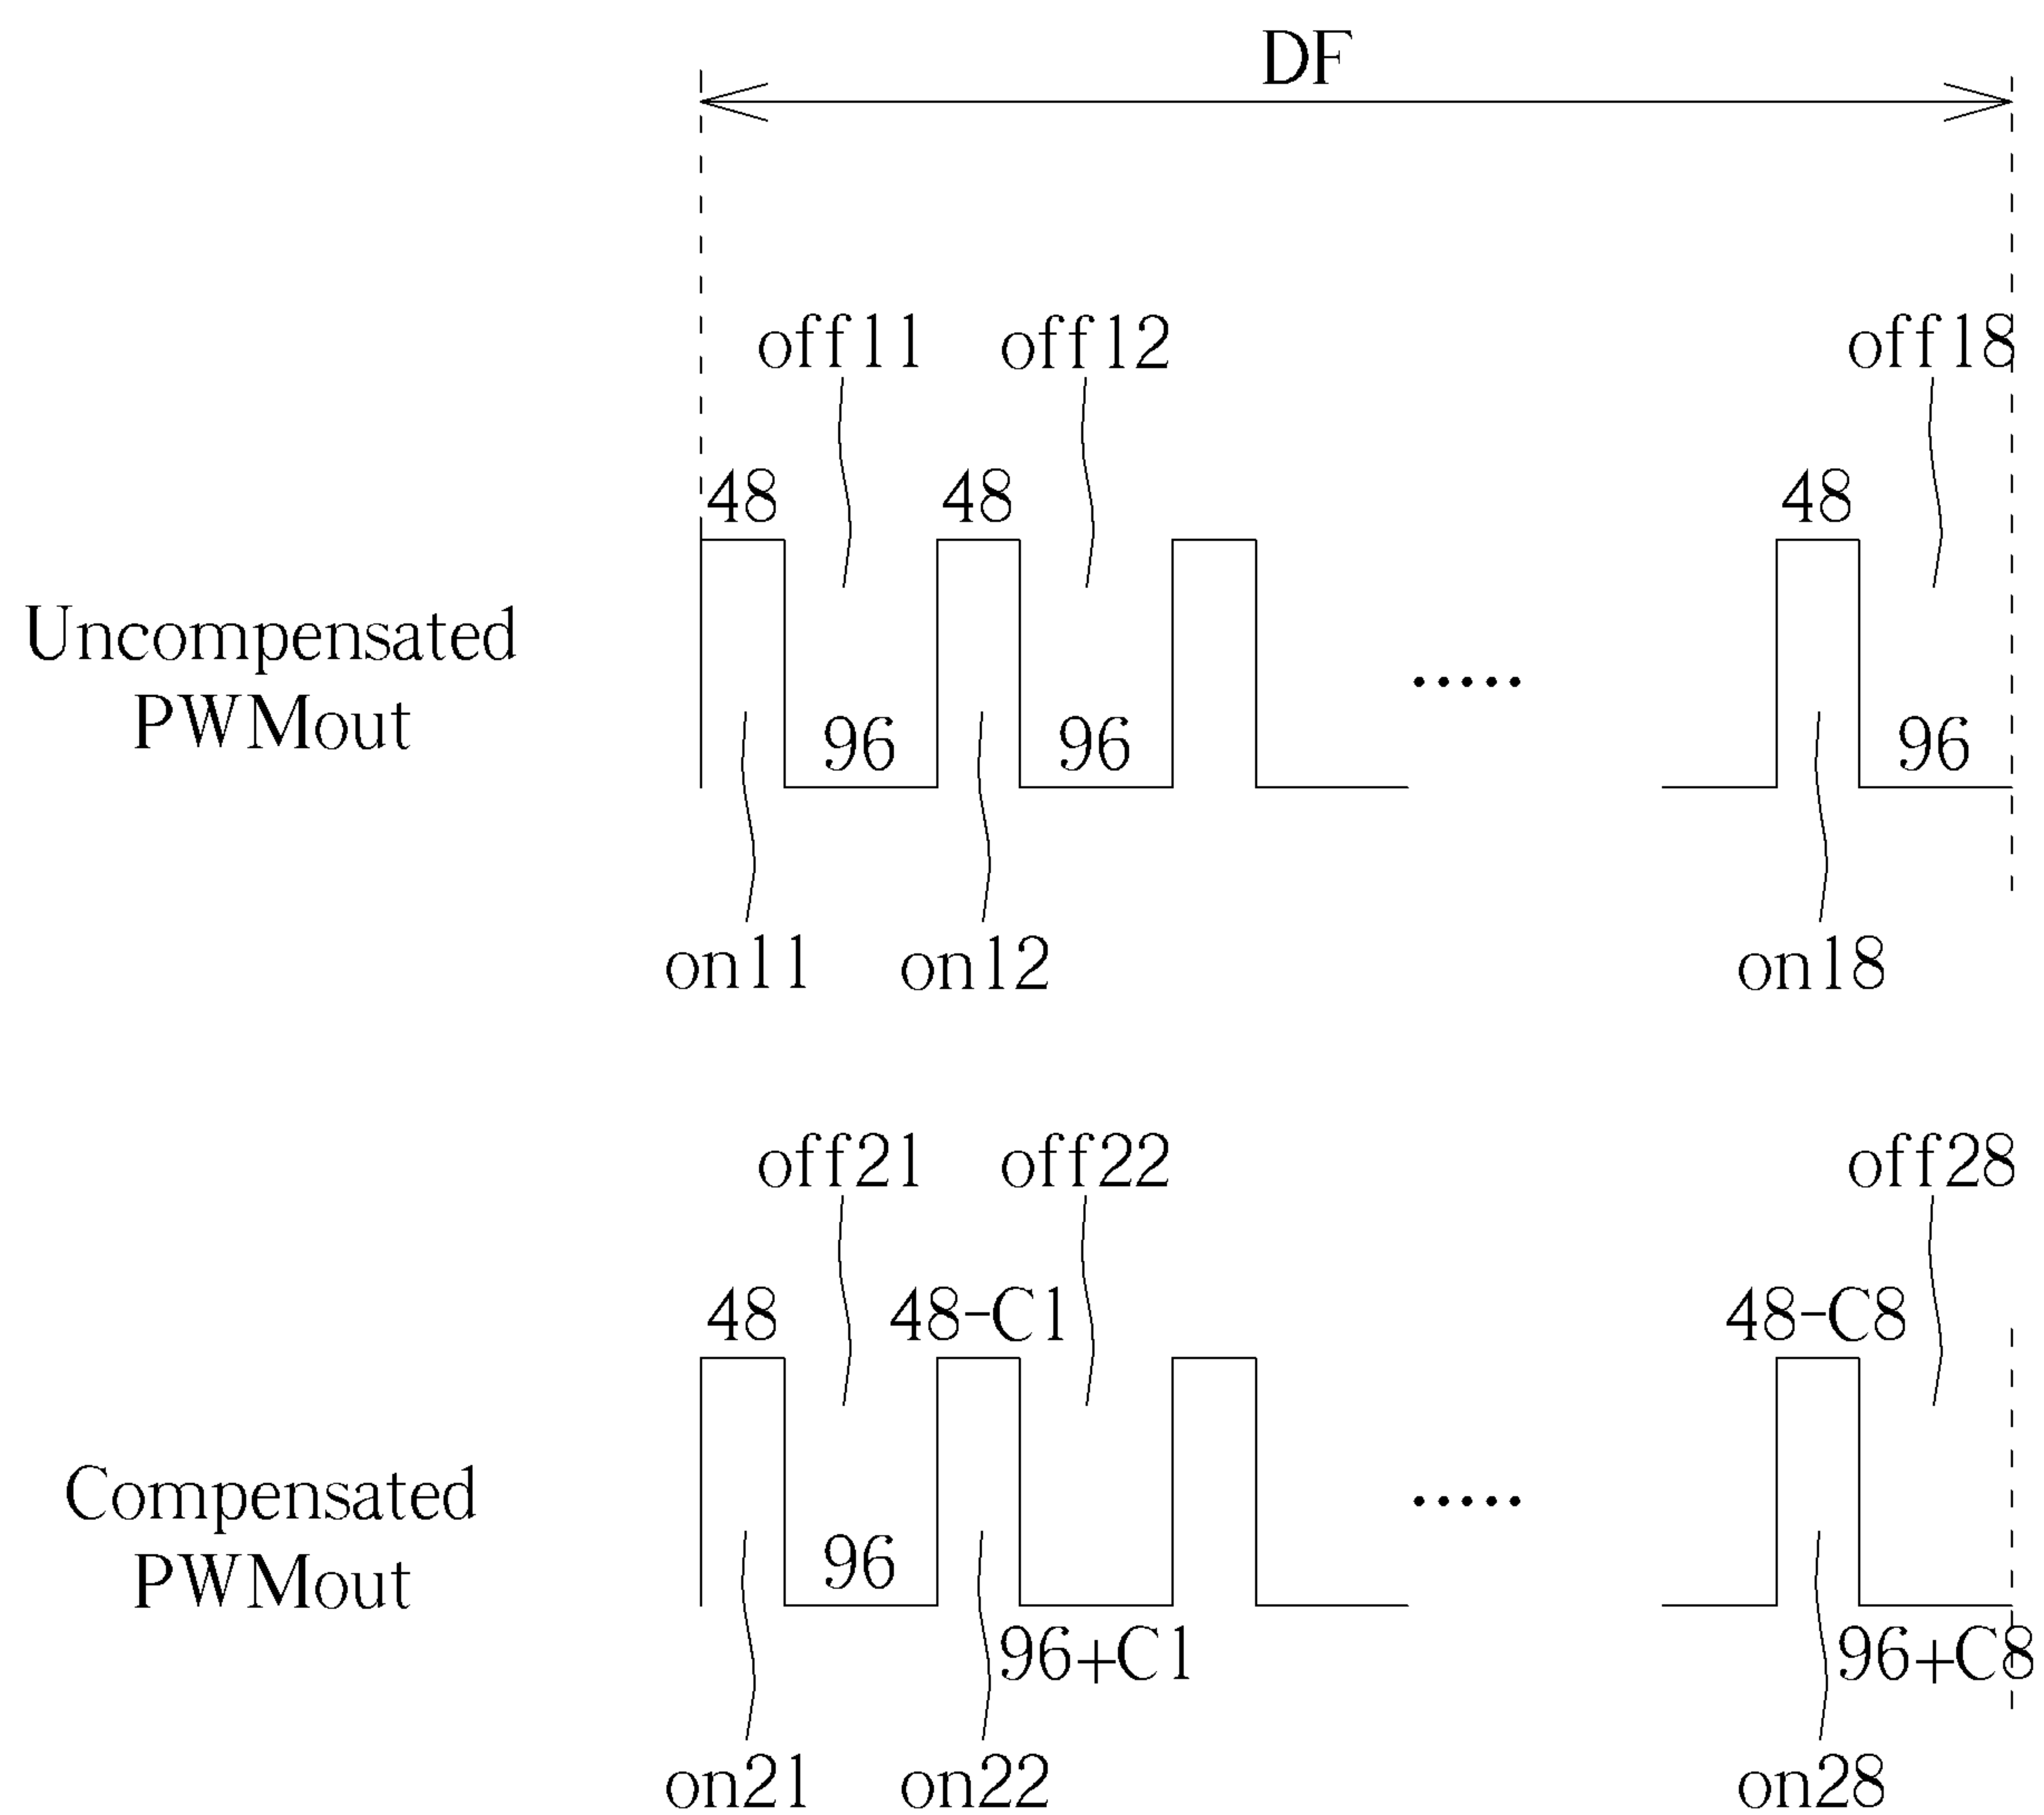 DF
off11 off12 off18
48 48 48
Uncompensated
PWMout
96 96 96
on11 on12 on18
off21 off22 off28
48 48-C1 48-C8
Compensated
PWMout
96
96+C1 96+C8
on21 on22 on28